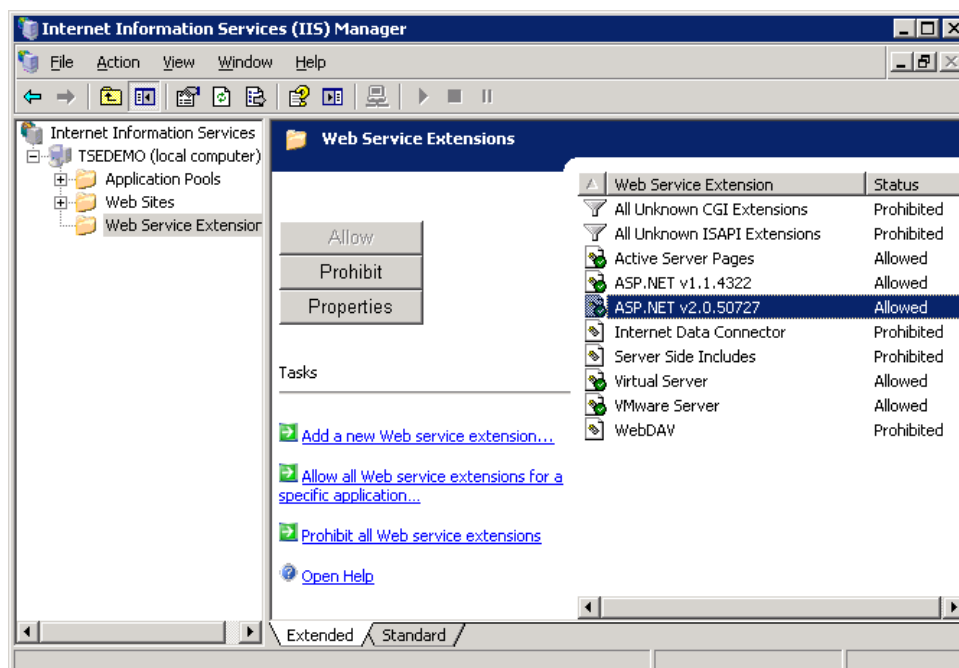 Internet Information Services (IIS) Manager
File Action View Window Help
Internet Information Services
TSEDEMO (local computer)
Application Pools
Web Sites
Web Service Extension
Web Service Extensions
Allow
Prohibit
Properties
Tasks
Add a new Web service extension...
Allow all Web service extensions for a
specific application...
Prohibit all Web service extensions
Open Help
Web Service Extension Status
All Unknown CGI Extensions Prohibited
All Unknown ISAPI Extensions Prohibited
Active Server Pages Allowed
ASP.NET v1.1.4322 Allowed
ASP.NET v2.0.50727 Allowed
Internet Data Connector Prohibited
Server Side Includes Prohibited
Virtual Server Allowed
VMware Server Allowed
WebDAV Prohibited
Extended Standard